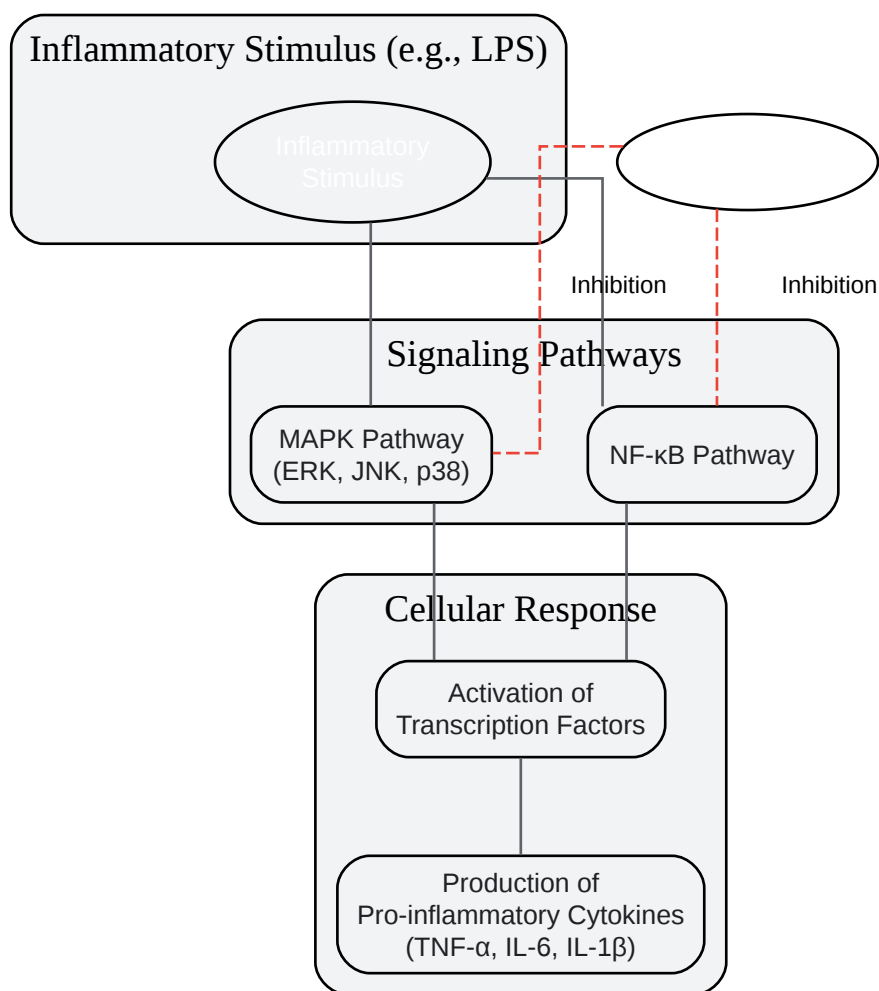 Inflammatory Stimulus (e.g., LPS)
Inflammatory
Stimulus
Inhibition
Inhibition
Signaling Pathways
MAPK Pathway
(ERK, JNK, p38)
NF-κB Pathway
Cellular Response
Activation of
Transcription Factors
Production of
Pro-inflammatory Cytokines
(TNF-α, IL-6, IL-1β)